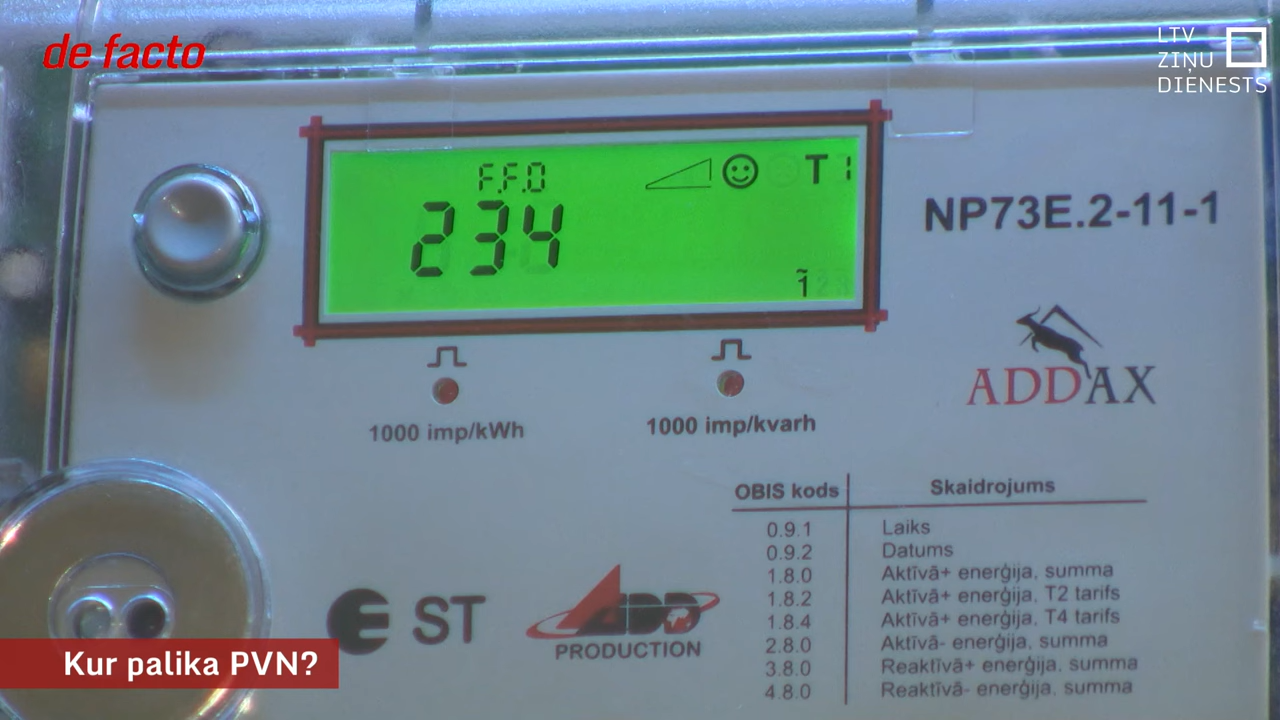 de facto
LTV
ZIŅU
DIENESTS
F.F.0
T1
234
1
NP73E.2-11-1
ADDAX
1000 imp/kWh
1000 imp/kvarh
OBIS kods Skaidrojums
0.9.1 Laiks
0.9.2 Datums
1.8.0 Aktīvā+ enerģija, summa
1.8.2 Aktīvā+ enerģija, T2 tarifs
1.8.4 Aktīvā+ enerģija, T4 tarifs
2.8.0 Aktīvā- enerģija, summa
3.8.0 Reaktīvā+ enerģija, summa
4.8.0 Reaktīvā- enerģija, summa
ST
ADD
PRODUCTION
Kur palika PVN?